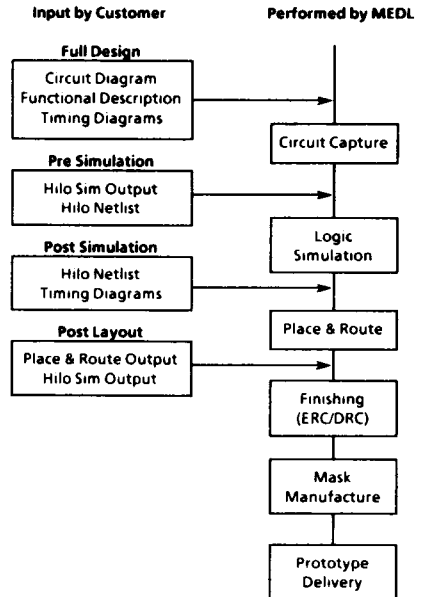 Input by Customer
Performed by MEDL
Full Design
Circuit Diagram
Functional Description
Timing Diagrams
Circuit Capture
Pre Simulation
Hilo Sim Output
Hilo Netlist
Logic
Simulation
Post Simulation
Hilo Netlist
Timing Diagrams
Place & Route
Post Layout
Place & Route Output
Hilo Sim Output
Finishing
(ERC/DRC)
Mask
Manufacture
Prototype
Delivery